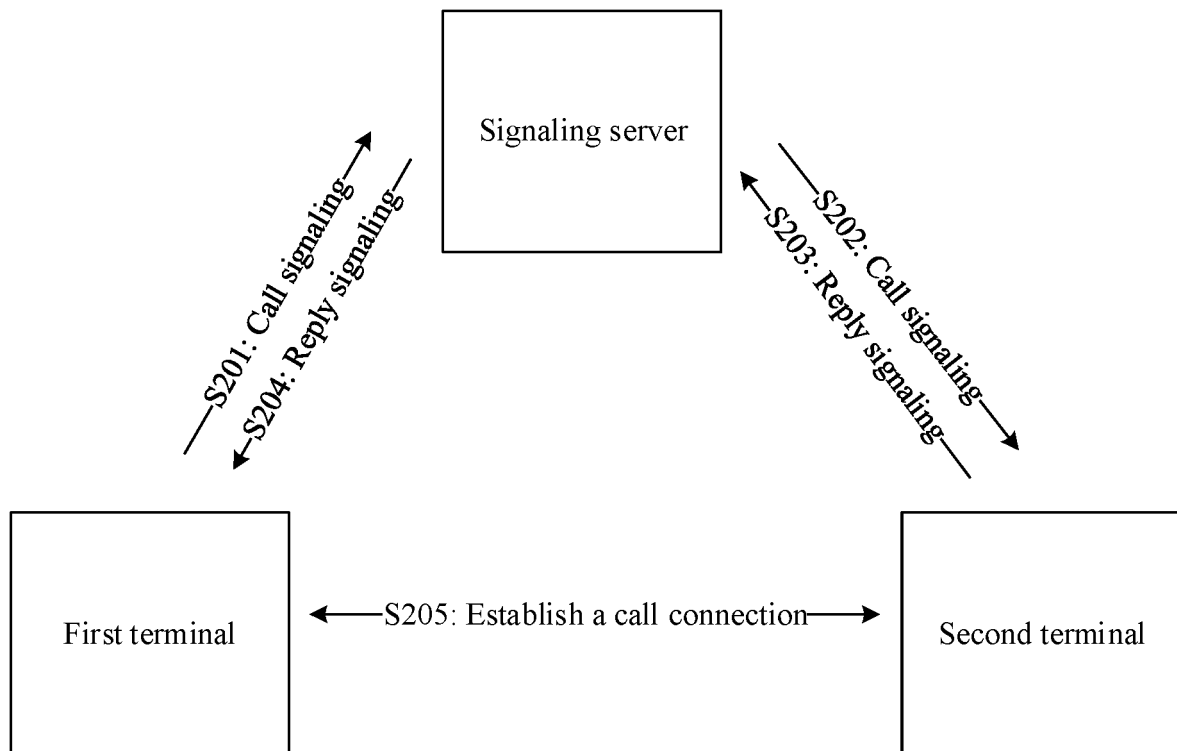 Signaling server
S201: Call signaling
S204: Reply signaling
S202: Call signaling
S203: Reply signaling
First terminal
S205: Establish a call connection
Second terminal